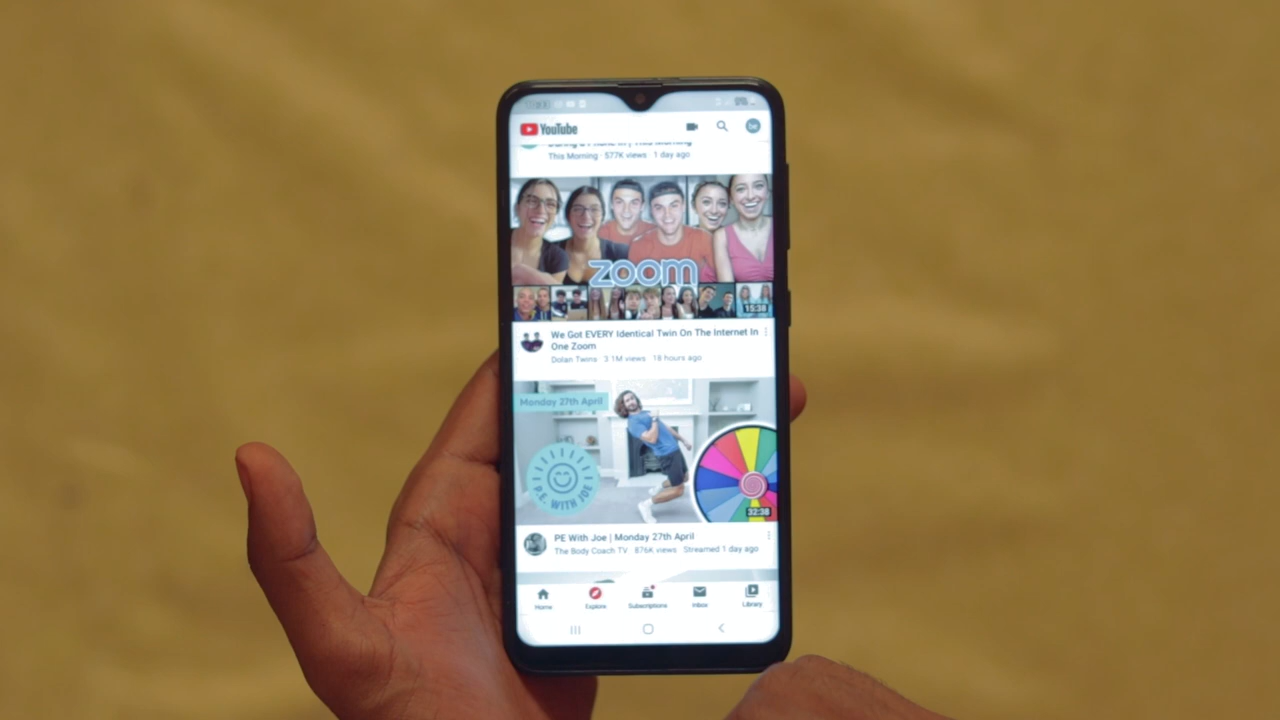 YouTube
This Morning · 577K views · 1 day ago
zoom
15:38
We Got EVERY Identical Twin On The Internet In
One Zoom
Dolan Twins · 3.1M views · 18 hours ago
Monday 27th April
P.E. WITH JOE
32:38
PE With Joe | Monday 27th April
The Body Coach TV · 876K views · Streamed 1 day ago
Home Explore Subscriptions Inbox Library